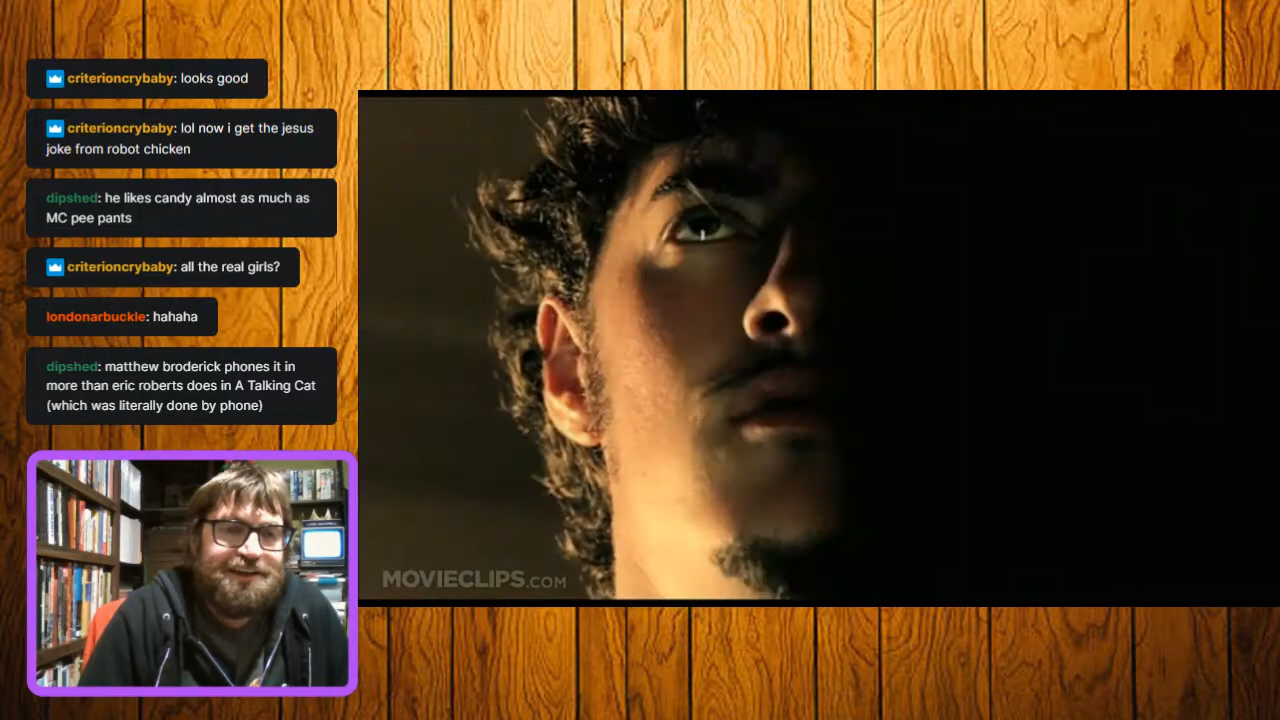 criterioncrybaby: looks good
criterioncrybaby: lol now i get the jesus
joke from robot chicken
dipshed: he likes candy almost as much as
MC pee pants
criterioncrybaby: all the real girls?
londonarbuckle: hahaha
dipshed: matthew broderick phones it in
more than eric roberts does in A Talking Cat
(which was literally done by phone)
MOVIECLIPS.COM